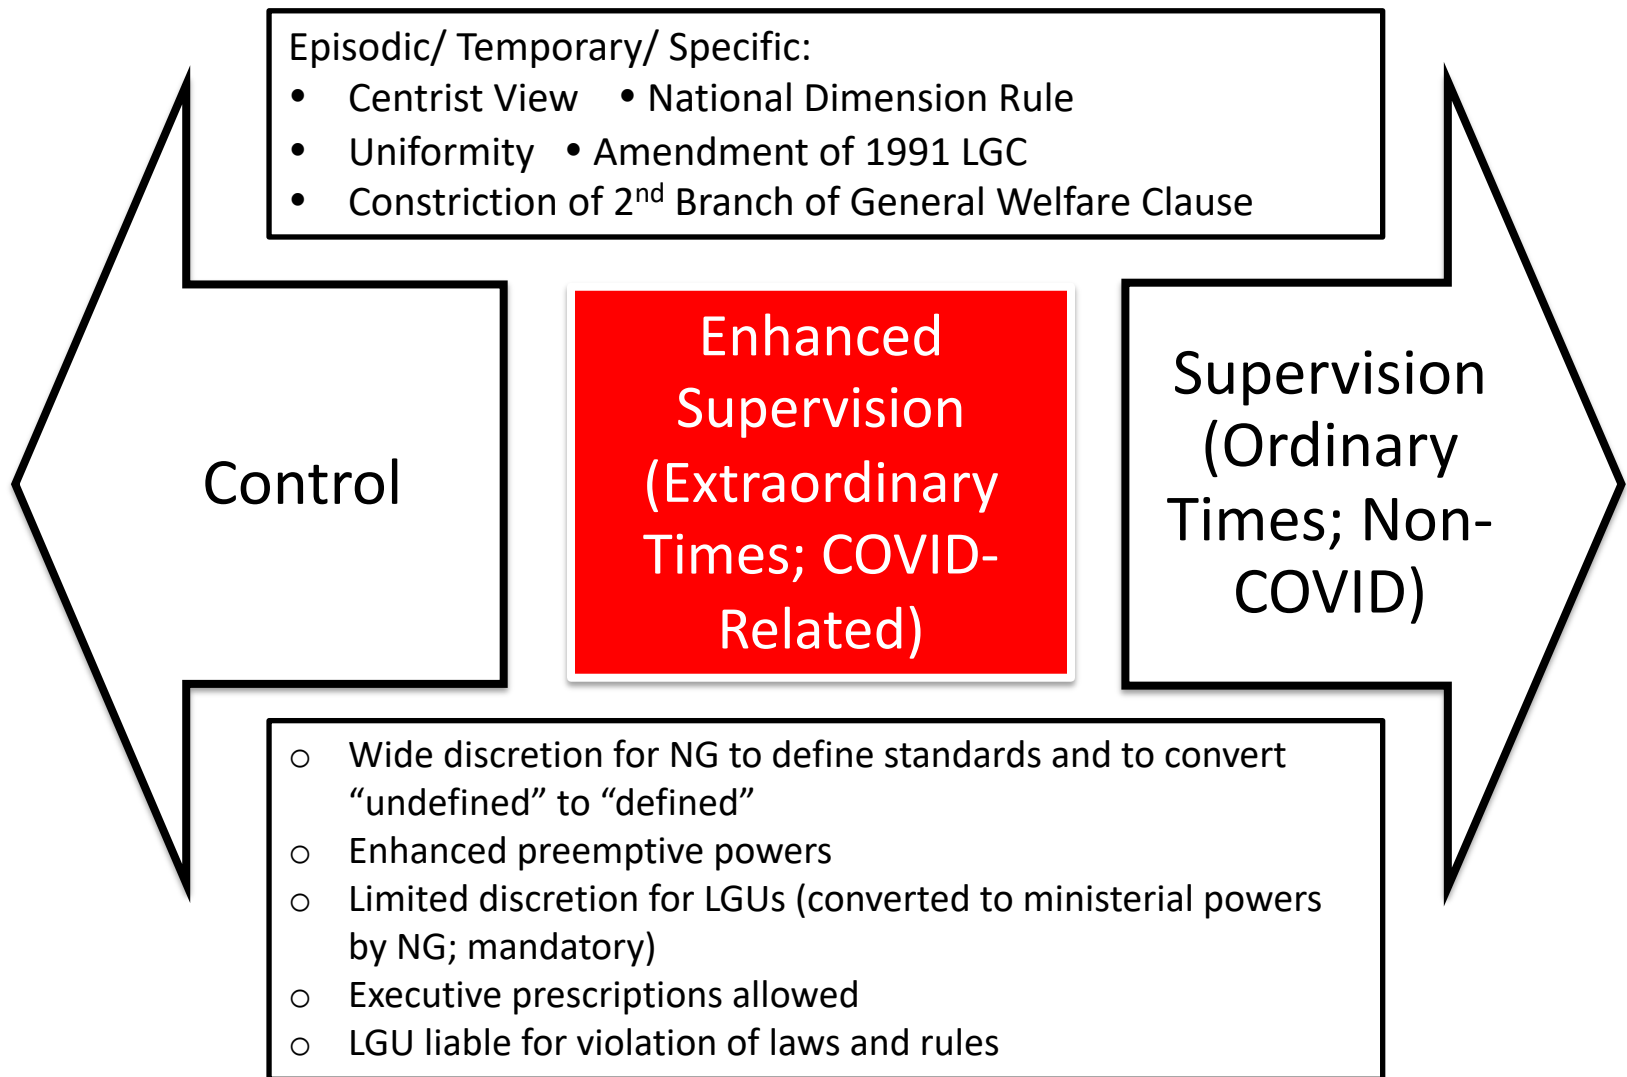 Episodic/ Temporary/ Specific:
• Centrist View • National Dimension Rule
• Uniformity • Amendment of 1991 LGC
• Constriction of 2nd Branch of General Welfare Clause
Control
Enhanced
Supervision
(Extraordinary
Times; COVID-
Related)
Supervision
(Ordinary
Times; Non-
COVID)
o Wide discretion for NG to define standards and to convert
“undefined” to “defined”
o Enhanced preemptive powers
o Limited discretion for LGUs (converted to ministerial powers
by NG; mandatory)
o Executive prescriptions allowed
o LGU liable for violation of laws and rules